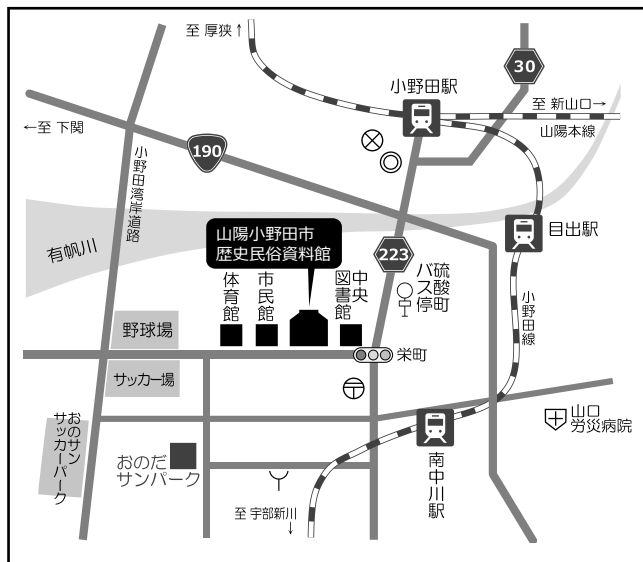 至 厚狭↑
30
小野田駅
至 新山口→
山陽本線
←至 下関
190
小野田湾岸道路
有帆川
山陽小野田市
歴史民俗資料館
目出駅
223
硫酸町
バス停
体育館
市民館
中央
図書館
小野田線
野球場
栄町
サッカー場
おのサン
サッカーパーク
山口
労災病院
おのだ
サンパーク
南中川駅
至 宇部新川
↓